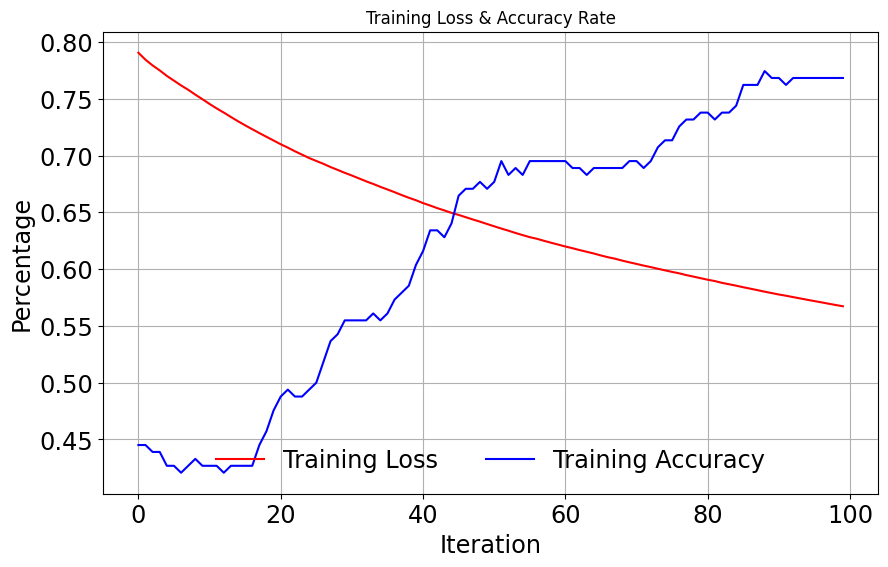 Training Loss & Accuracy Rate
0.80
0.75
0.70
0.65
0.60
0.55
0.50
0.45
Percentage
Training Loss
Training Accuracy
0 20 40 60 80 100
Iteration